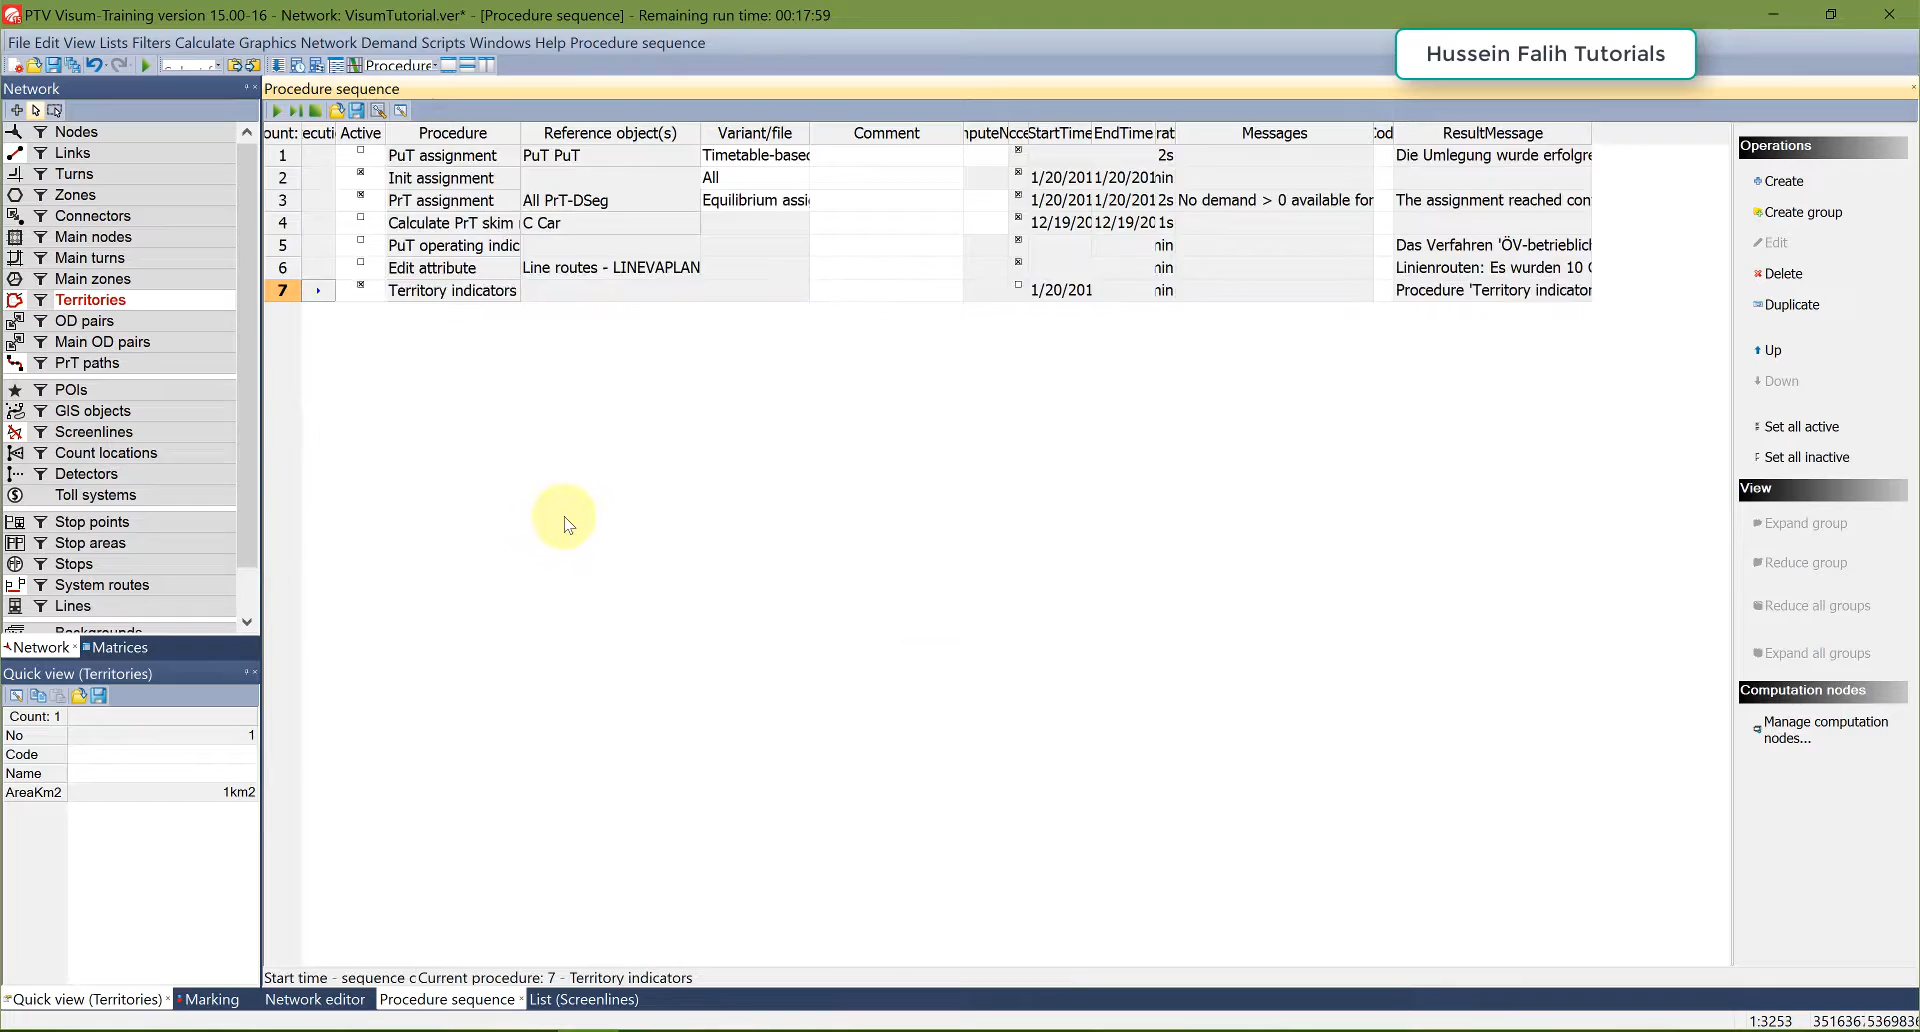 PTV Visum-Training version 15.00-16 - Network: VisumTutorial.ver* - [Procedure sequence] - Remaining run time: 00:17:59
File Edit View Lists Filters Calculate Graphics Network Demand Scripts Windows Help Procedure sequence
Hussein Falih Tutorials
Procedure
Network
Procedure sequence
Nodes
Links
Turns
Zones
Connectors
Main nodes
Main turns
Main zones
Territories
OD pairs
Main OD pairs
PrT paths
POIs
GIS objects
Screenlines
Count locations
Detectors
Toll systems
Stop points
Stop areas
Stops
System routes
Lines
Backgrounds
Network Matrices
Quick view (Territories)
Count: 1
No 1
Code
Name
AreaKm2 1km2
Quick view (Territories) Marking
ount: ecuti Active Procedure Reference object(s) Variant/file Comment StartTime EndTime rat Messages ResultMessage
1 PuT assignment PuT PuT Timetable-based 2s Die Umlegung wurde erfolgre
2 Init assignment All 1/20/201 1/20/201 nin
3 PrT assignment All PrT-DSeg Equilibrium assi 1/20/201 1/20/201 2s No demand > 0 available for The assignment reached con
4 Calculate PrT skim C Car 12/19/20 12/19/20 1s
5 PuT operating indic nin Das Verfahren 'ÖV-betrieblich
6 Edit attribute Line routes - LINEVAPLAN nin Linienrouten: Es wurden 10
7 Territory indicators 1/20/201 nin Procedure 'Territory indicator
Start time - sequence c Current procedure: 7 - Territory indicators
Network editor Procedure sequence List (Screenlines)
Operations
Create
Create group
Edit
Delete
Duplicate
Up
Down
Set all active
Set all inactive
View
Expand group
Reduce group
Reduce all groups
Expand all groups
Computation nodes
Manage computation
nodes...
1:3253